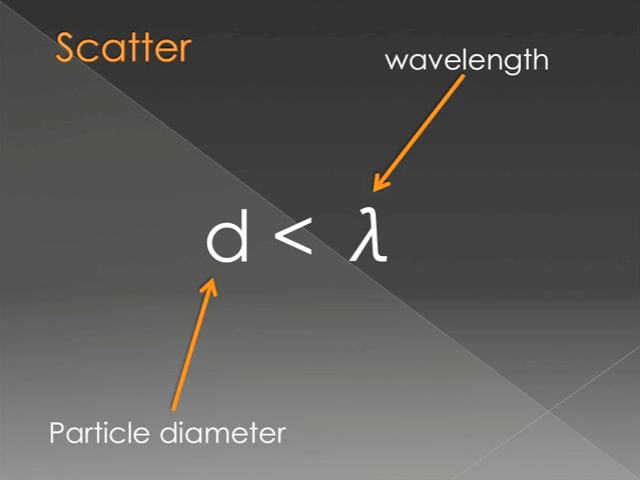 Scatter
wavelength
d < λ
Particle diameter